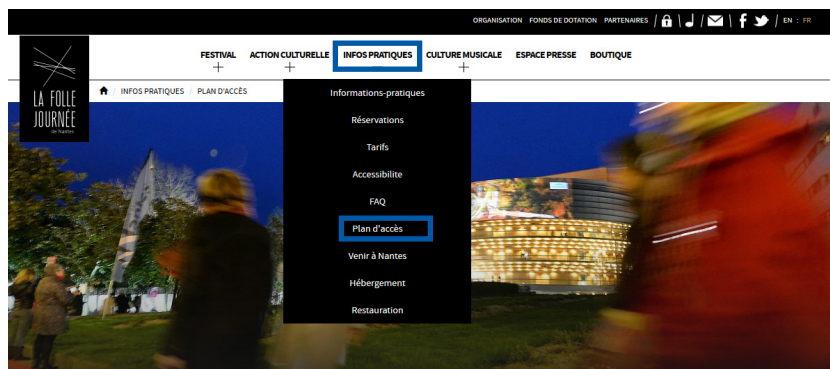 ORGANISATION FONDS DE DOTATION PARTENAIRES EN : FR
FESTIVAL ACTION CULTURELLE INFOS PRATIQUES CULTURE MUSICALE ESPACE PRESSE BOUTIQUE
LA FOLLE
JOURNÉE
de Nantes
/ INFOS PRATIQUES / PLAN D'ACCÈS
Informations-pratiques
Réservations
Tarifs
Accessibilite
FAQ
Plan d'accès
Venir à Nantes
Hébergement
Restauration